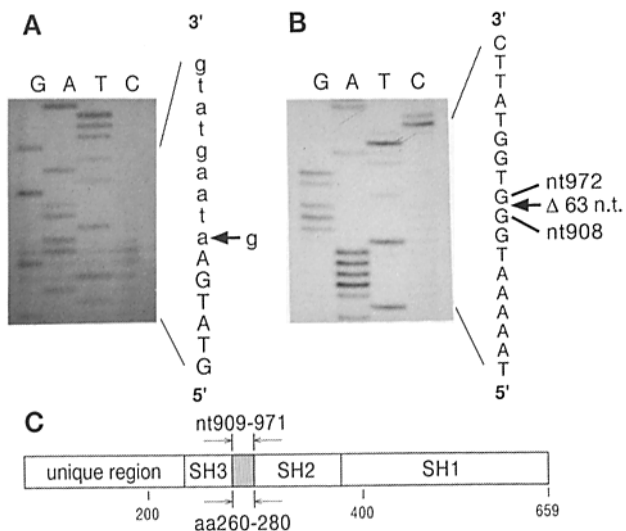 A
3'
G A T C
g
t
a
t
g
a
a
t
a ← g
A
G
T
A
T
G
5'
B
3'
G A T C
C
T
T
A
T
G
G
T
G nt972
G Δ 63 n.t.
G nt908
T
A
A
A
A
A
T
5'
C
nt909-971
unique region SH3 SH2 SH1
200 400 659
aa260-280